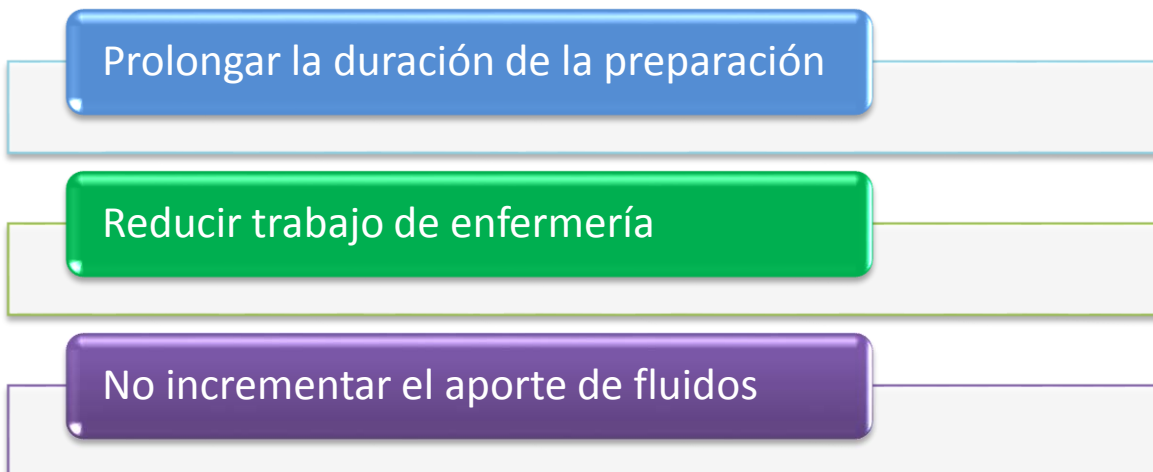 Prolongar la duración de la preparación
Reducir trabajo de enfermería
No incrementar el aporte de fluidos